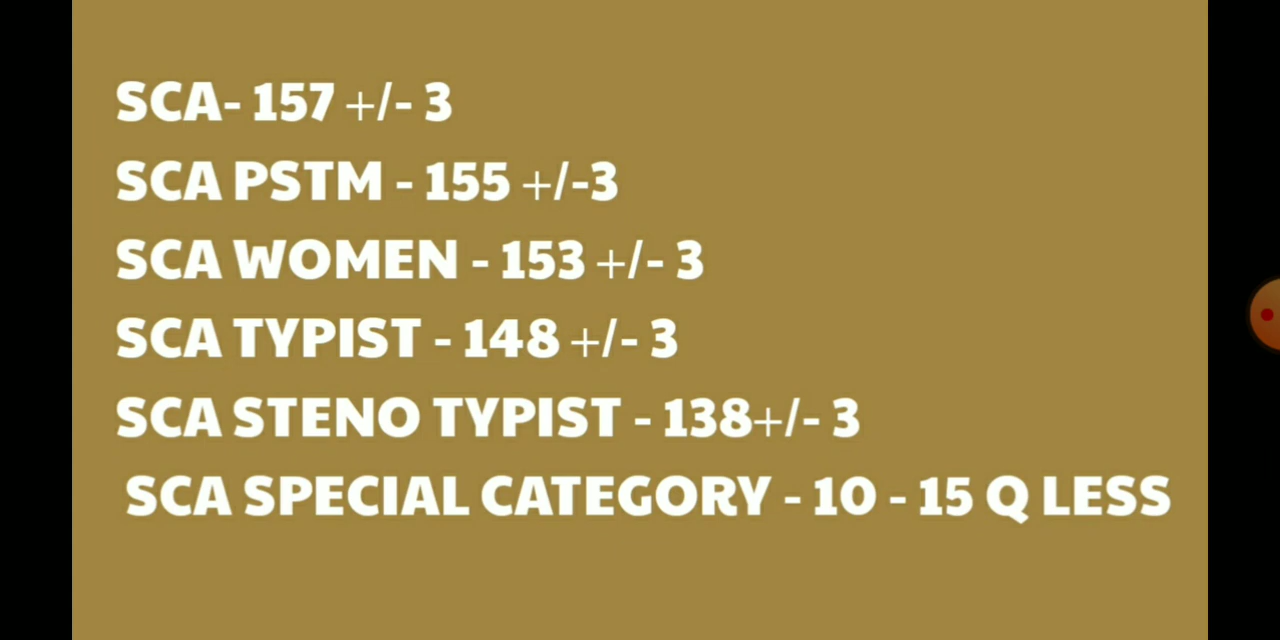 SCA- 157 +/- 3
SCA PSTM - 155 +/-3
SCA WOMEN - 153 +/- 3
SCA TYPIST - 148 +/- 3
SCA STENO TYPIST - 138+/- 3
SCA SPECIAL CATEGORY - 10 - 15 Q LESS